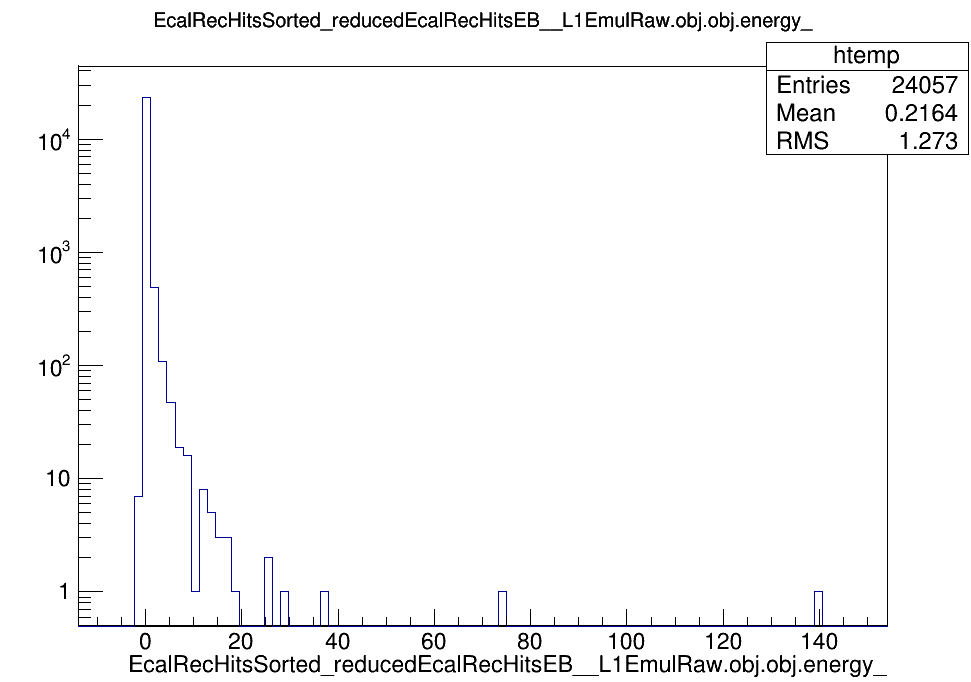 EcalRecHitsSorted_reducedEcalRecHitsEB__L1EmulRaw.obj.obj.energy_
htemp
Entries 24057
Mean 0.2164
RMS 1.273
10^4
10^3
10^2
10
1
0 20 40 60 80 100 120 140
EcalRecHitsSorted_reducedEcalRecHitsEB__L1EmulRaw.obj.obj.energy_